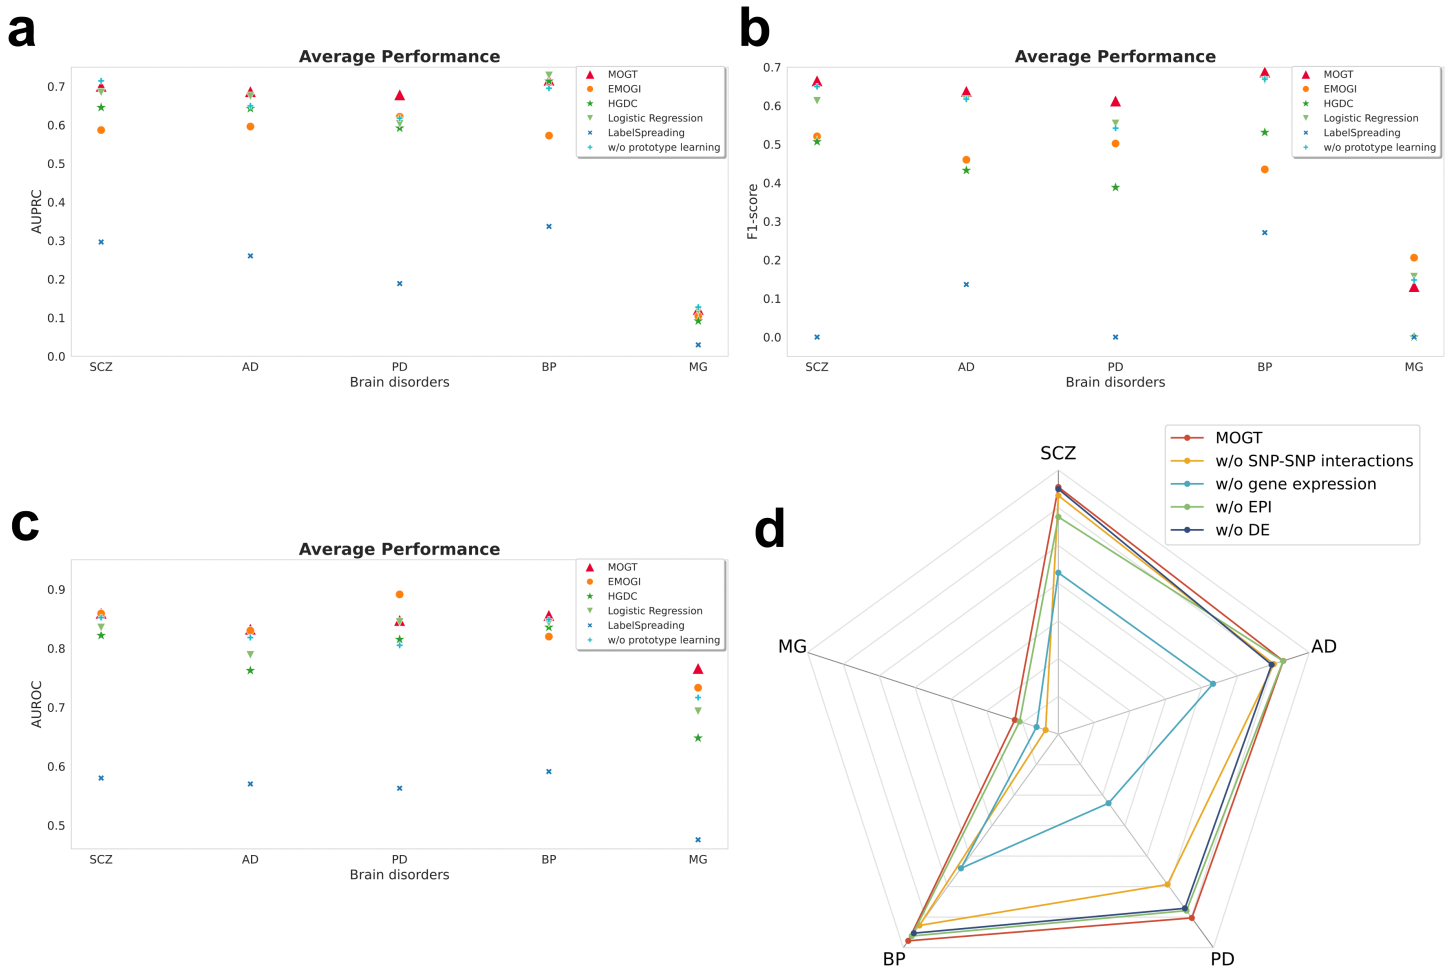 a
Average Performance
AUPRC
0.7
0.6
0.5
0.4
0.3
0.2
0.1
0.0
SCZ AD PD BP MG
Brain disorders
MOGT
EMOGI
HGDC
Logistic Regression
LabelSpreading
w/o prototype learning
b
Average Performance
F1-score
0.7
0.6
0.5
0.4
0.3
0.2
0.1
0.0
SCZ AD PD BP MG
Brain disorders
MOGT
EMOGI
HGDC
Logistic Regression
LabelSpreading
w/o prototype learning
c
Average Performance
AUROC
0.9
0.8
0.7
0.6
0.5
SCZ AD PD BP MG
Brain disorders
MOGT
EMOGI
HGDC
Logistic Regression
LabelSpreading
w/o prototype learning
d
MOGT
w/o SNP-SNP interactions
w/o gene expression
w/o EPI
w/o DE
SCZ
MG
AD
BP
PD